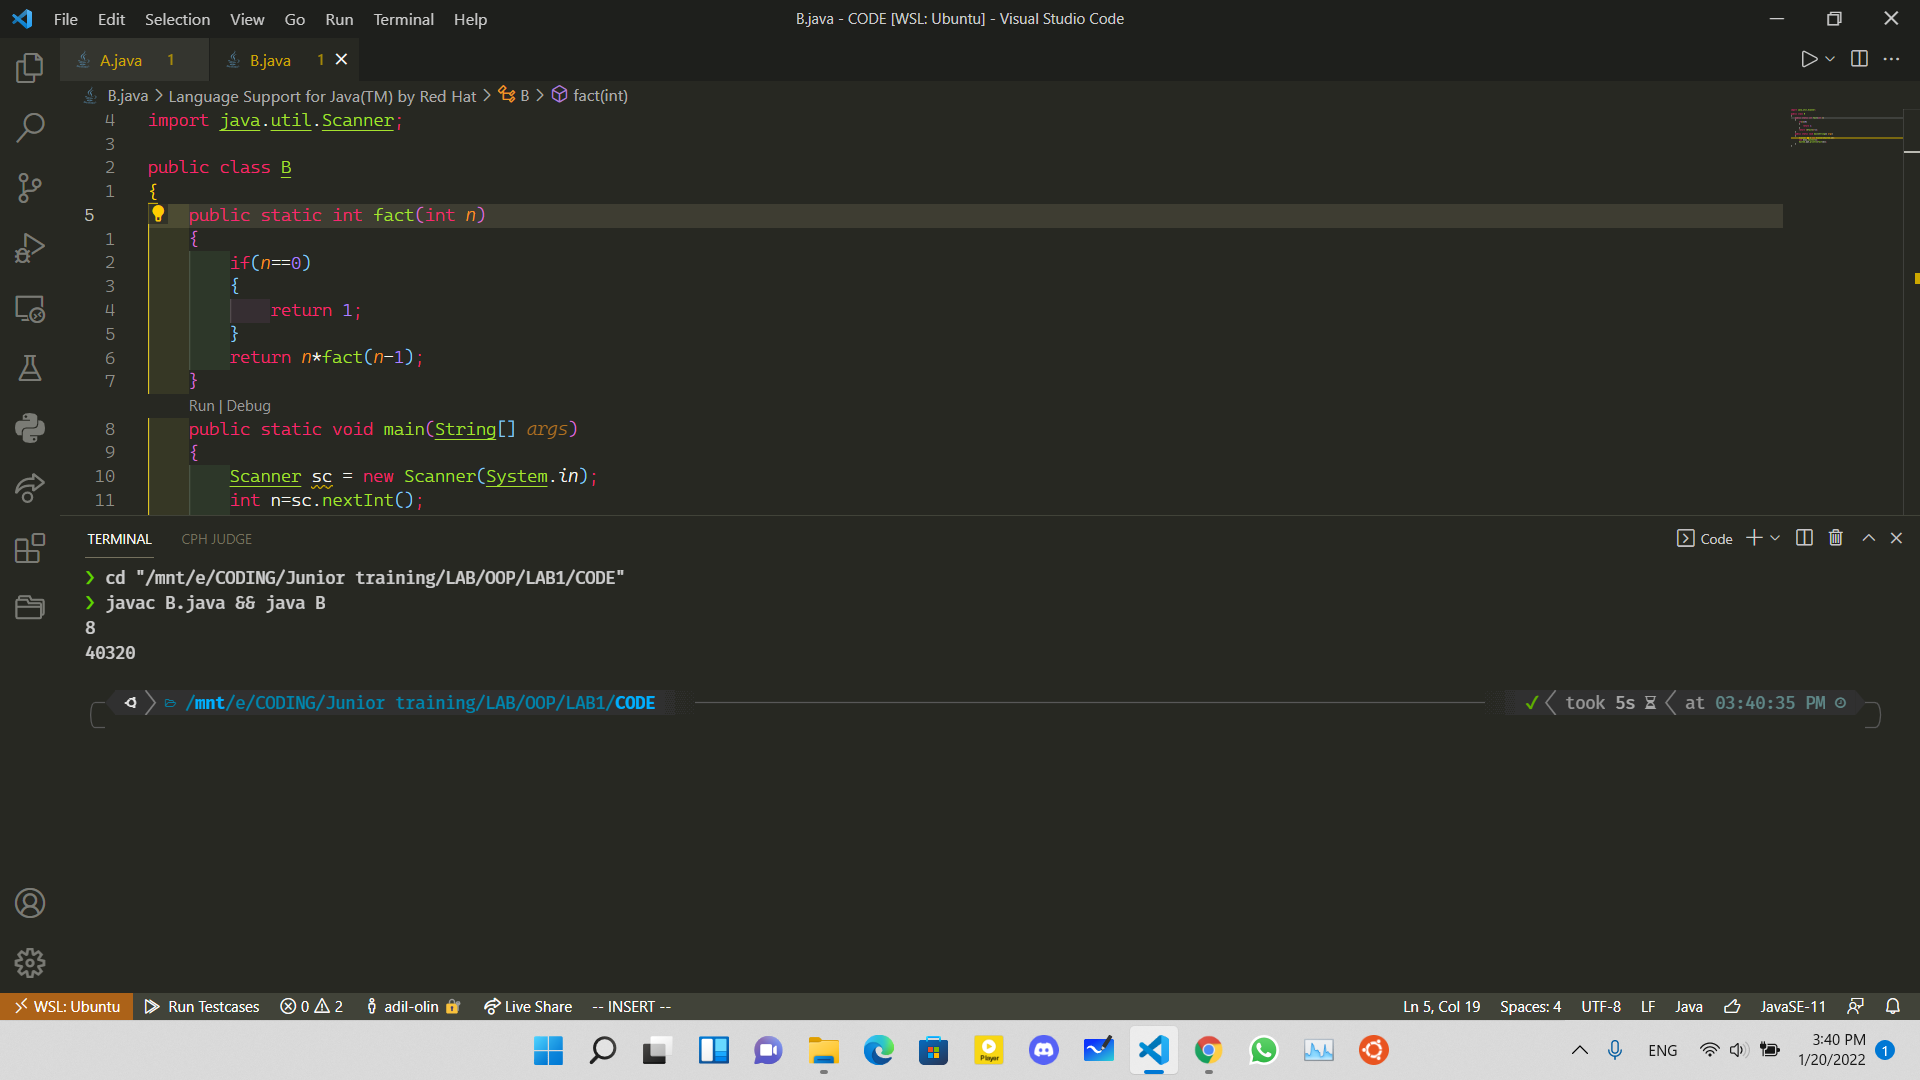 File Edit Selection View Go Run Terminal Help
B.java - CODE [WSL: Ubuntu] - Visual Studio Code
A.java 1 B.java 1
B.java > Language Support for Java(TM) by Red Hat > B > fact(int)
4 import java.util.Scanner;
3
2 public class B
1 {
5 public static int fact(int n)
1 {
2 if(n==0)
3 {
4 return 1;
5 }
6 return n*fact(n-1);
7 }
Run | Debug
8 public static void main(String[] args)
9 {
10 Scanner sc = new Scanner(System.in);
11 int n=sc.nextInt();
TERMINAL CPH JUDGE Code
❯ cd "/mnt/e/CODING/Junior training/LAB/OOP/LAB1/CODE"
❯ javac B.java && java B
8
40320
/mnt/e/CODING/Junior training/LAB/OOP/LAB1/CODE ✓ took 5s at 03:40:35 PM
WSL: Ubuntu Run Testcases 0 2 adil-olin Live Share -- INSERT -- Ln 5, Col 19 Spaces: 4 UTF-8 LF Java JavaSE-11
Player
ENG
3:40 PM
1/20/2022 1